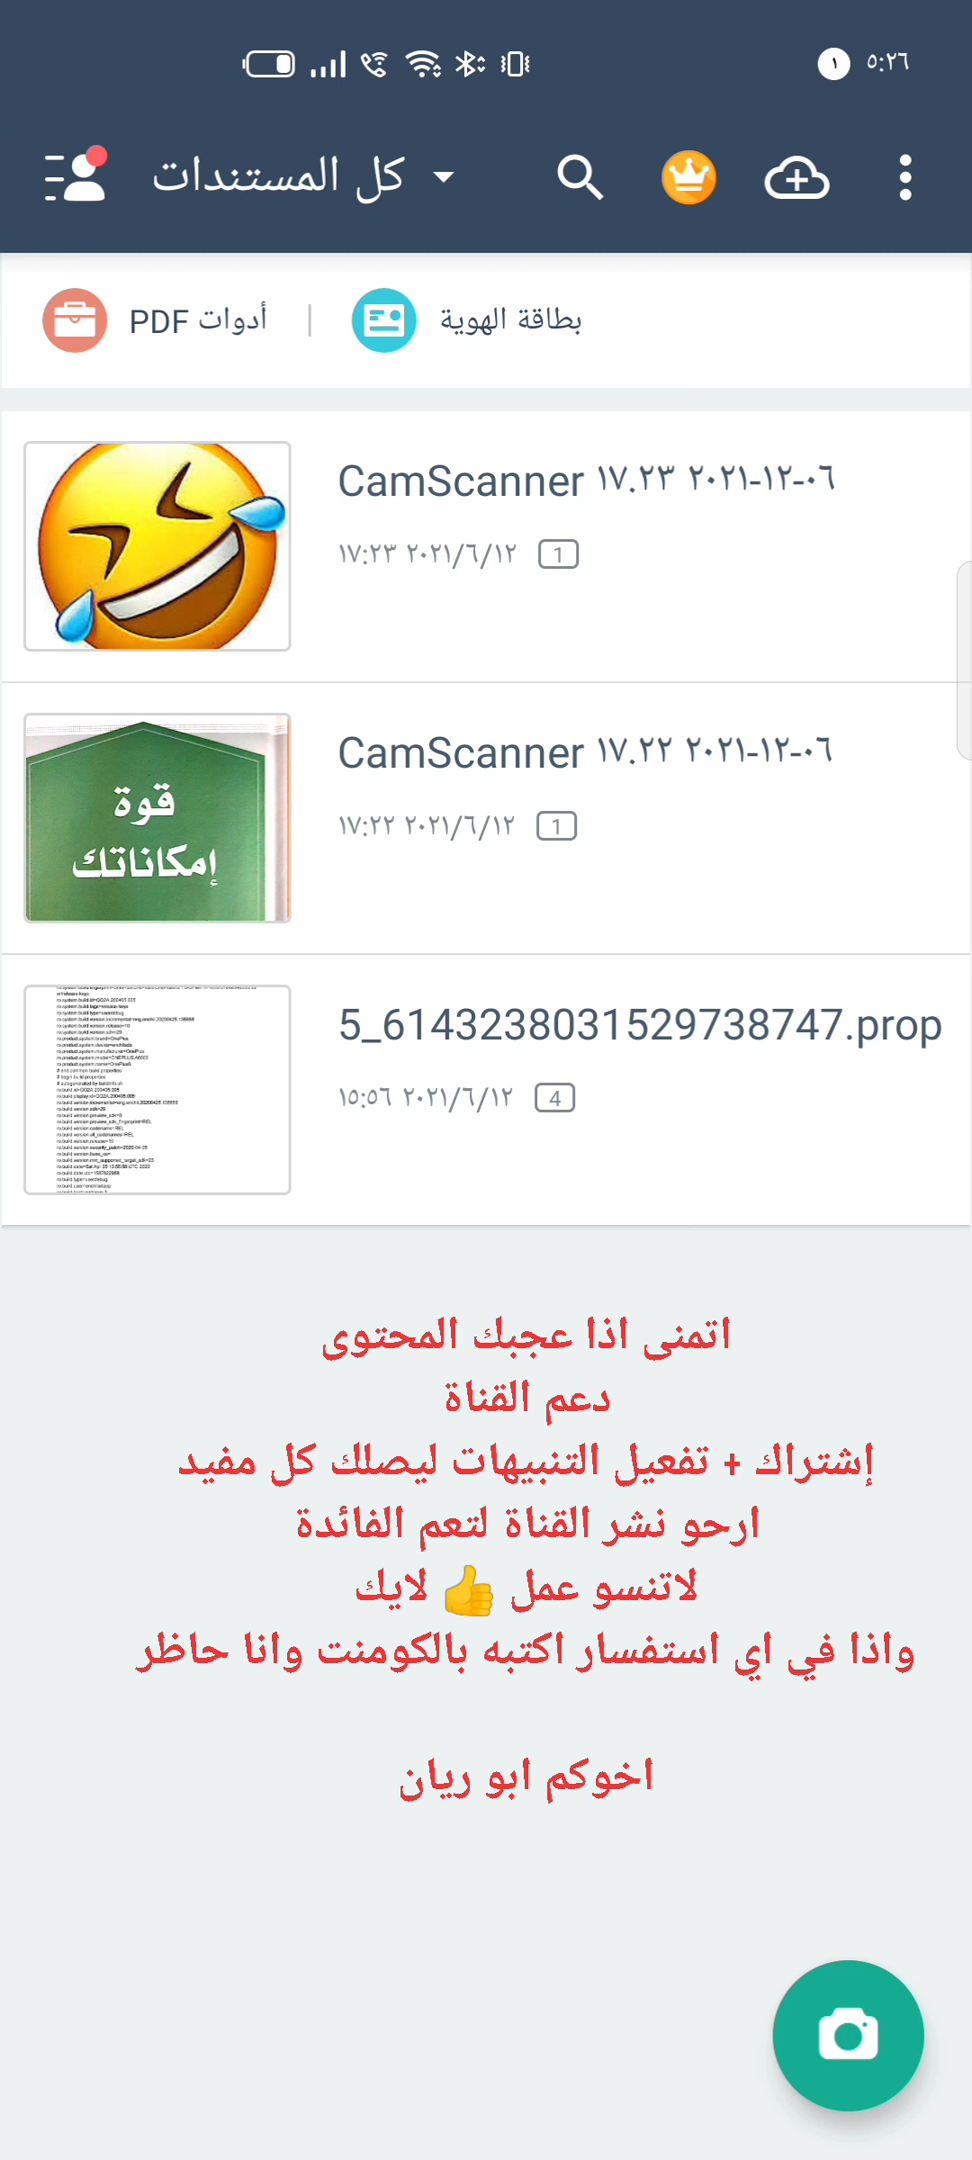 ٥:٢٦
١
كل المستندات
أدوات PDF | بطاقة الهوية
CamScanner ١٧.٢٣ ٢٠٢١-١٢-٠٦
١٧:٢٣ ٢٠٢١/٦/١٢ 1
قوة
إمكاناتك
CamScanner ١٧.٢٢ ٢٠٢١-١٢-٠٦
١٧:٢٢ ٢٠٢١/٦/١٢ 1
5_6143238031529738747.prop
١٥:٥٦ ٢٠٢١/٦/١٢ 4
اتمنى اذا عجبك المحتوى
دعم القناة
إشتراك + تفعيل التنبيهات ليصلك كل مفيد
ارحو نشر القناة لتعم الفائدة
لاتنسو عمل 👍 لايك
واذا في اي استفسار اكتبه بالكومنت وانا حاظر
اخوكم ابو ريان